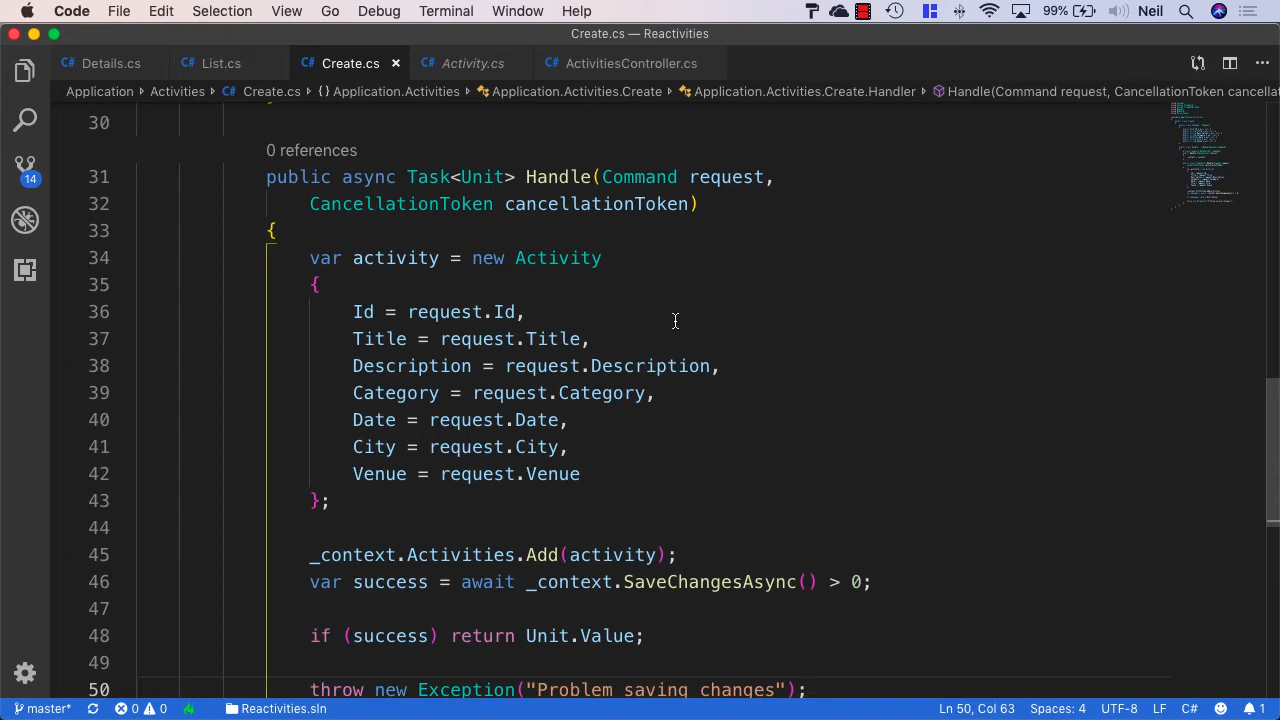 Code File Edit Selection View Go Debug Terminal Window Help 99% Neil
Create.cs — Reactivities
C# Details.cs C# List.cs C# Create.cs × C# Activity.cs C# ActivitiesController.cs
Application Activities C# Create.cs { } Application.Activities Application.Activities.Create Application.Activities.Create.Handler Handle(Command request, CancellationToken cancellat
30
0 references
31 public async Task<Unit> Handle(Command request,
32 CancellationToken cancellationToken)
33 {
34 var activity = new Activity
35 {
36 Id = request.Id,
37 Title = request.Title,
38 Description = request.Description,
39 Category = request.Category,
40 Date = request.Date,
41 City = request.City,
42 Venue = request.Venue
43 };
44
45 _context.Activities.Add(activity);
46 var success = await _context.SaveChangesAsync() > 0;
47
48 if (success) return Unit.Value;
49
50 throw new Exception("Problem saving changes");
14
master* 0 0 Reactivities.sln Ln 50, Col 63 Spaces: 4 UTF-8 LF C# 1